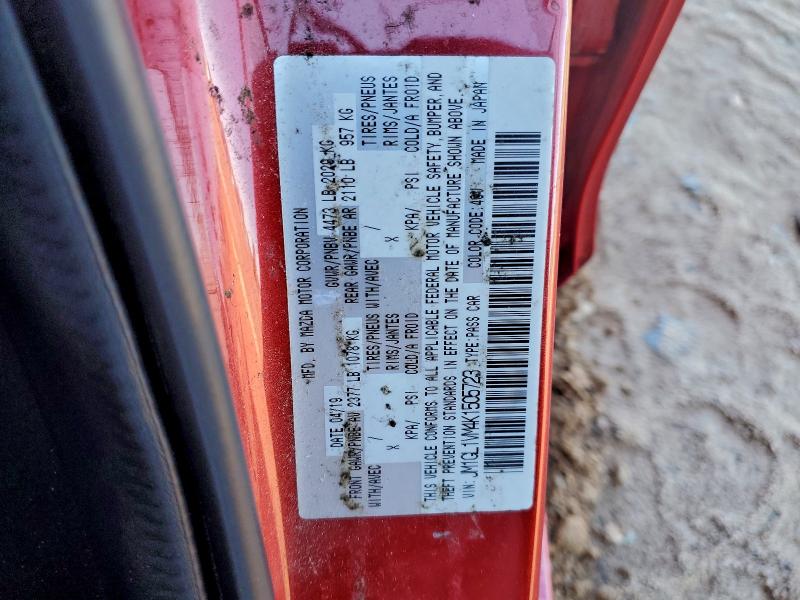 MFD. BY MAZDA MOTOR CORPORATION
DATE 04/19 GVWR/PNBV 4473 LB 2029 KG
FRONT GAWR/PNBE AV 2377 LB 1078 KG REAR GAWR/PNBE AR 2110 LB 957 KG
WITH/AVEC / TIRES/PNEUS WITH/AVEC / TIRES/PNEUS
X RIMS/JANTES X RIMS/JANTES
KPA/ PSI COLD/A FROID KPA/ PSI COLD/A FROID
THIS VEHICLE CONFORMS TO ALL APPLICABLE FEDERAL MOTOR VEHICLE SAFETY, BUMPER, AND
THEFT PREVENTION STANDARDS IN EFFECT ON THE DATE OF MANUFACTURE SHOWN ABOVE.
VIN: JM1GL1VM4K1505723 TYPE:PASS CAR COLOR CODE: MADE IN JAPAN